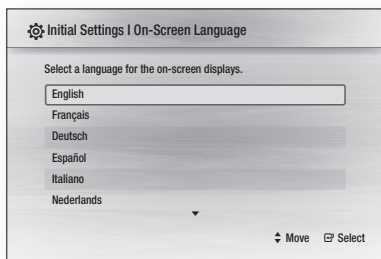 Initial Settings I On-Screen Language
Select a language for the on-screen displays.
English
Français
Deutsch
Español
Italiano
Nederlands
Move Select